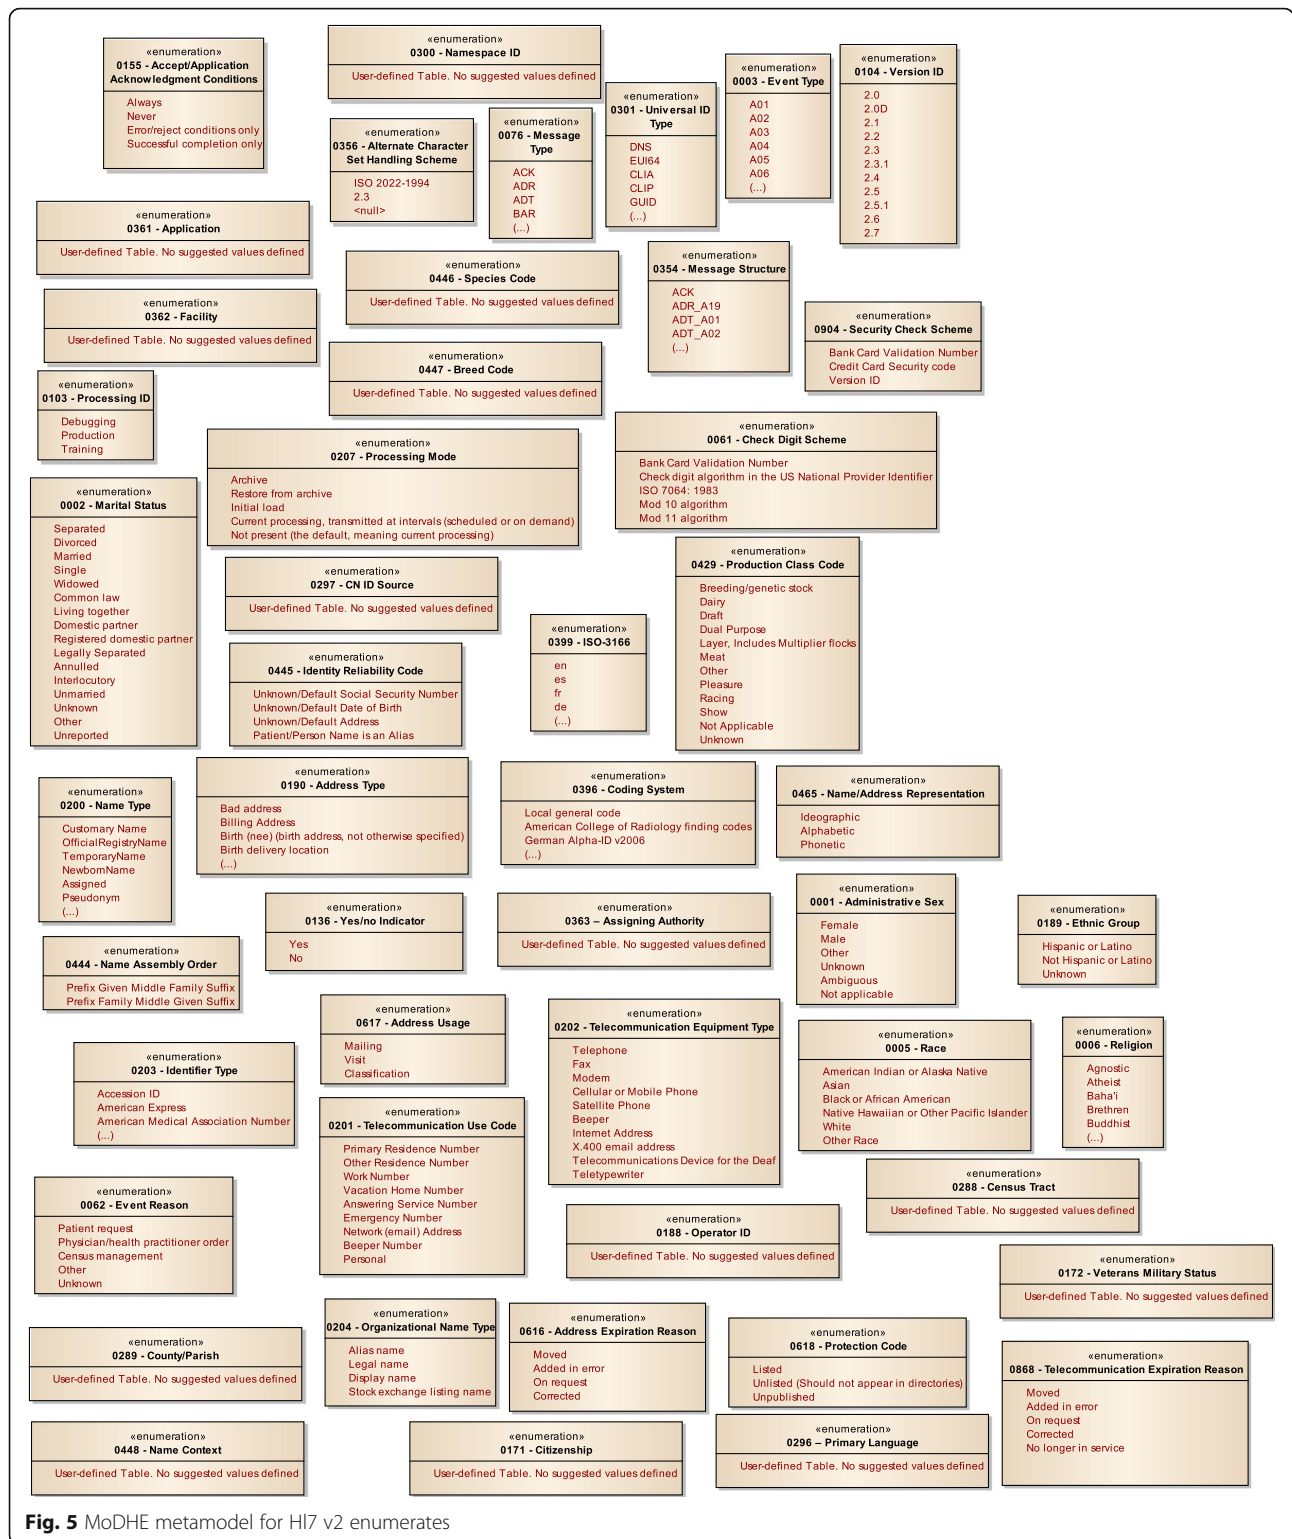 «enumeration»
0155 - Accept/Application
Acknowledgment Conditions
Always
Never
Error/reject conditions only
Successful completion only
«enumeration»
0300 - Namespace ID
User-defined Table. No suggested values defined
«enumeration»
0356 - Alternate Character
Set Handling Scheme
ISO 2022-1994
2.3
<null>
«enumeration»
0076 - Message
Type
ACK
ADR
ADT
BAR
(...)
«enumeration»
0301 - Universal ID
Type
DNS
EUI64
CLIA
CLIP
GUID
(...)
«enumeration»
0003 - Event Type
A01
A02
A03
A04
A05
A06
(...)
«enumeration»
0104 - Version ID
2.0
2.0D
2.1
2.2
2.3
2.3.1
2.4
2.5
2.5.1
2.6
2.7
«enumeration»
0361 - Application
User-defined Table. No suggested values defined
«enumeration»
0446 - Species Code
User-defined Table. No suggested values defined
«enumeration»
0354 - Message Structure
ACK
ADR_A19
ADT_A01
ADT_A02
(...)
«enumeration»
0362 - Facility
User-defined Table. No suggested values defined
«enumeration»
0904 - Security Check Scheme
Bank Card Validation Number
Credit Card Security code
Version ID
«enumeration»
0447 - Breed Code
User-defined Table. No suggested values defined
«enumeration»
0103 - Processing ID
Debugging
Production
Training
«enumeration»
0207 - Processing Mode
Archive
Restore from archive
Initial load
Current processing, transmitted at intervals (scheduled or on demand)
Not present (the default, meaning current processing)
«enumeration»
0061 - Check Digit Scheme
Bank Card Validation Number
Check digit algorithm in the US National Provider Identifier
ISO 7064: 1983
Mod 10 algorithm
Mod 11 algorithm
«enumeration»
0002 - Marital Status
Separated
Divorced
Married
Single
Widowed
Common law
Living together
Domestic partner
Registered domestic partner
Legally Separated
Annulled
Interlocutory
Unmarried
Unknown
Other
Unreported
«enumeration»
0297 - CN ID Source
User-defined Table. No suggested values defined
«enumeration»
0429 - Production Class Code
Breeding/genetic stock
Dairy
Draft
Dual Purpose
Layer, Includes Multiplier flocks
Meat
Other
Pleasure
Racing
Show
Not Applicable
Unknown
«enumeration»
0399 - ISO-3166
en
es
fr
de
(...)
«enumeration»
0445 - Identity Reliability Code
Unknown/Default Social Security Number
Unknown/Default Date of Birth
Unknown/Default Address
Patient/Person Name is an Alias
«enumeration»
0200 - Name Type
Customary Name
OfficialRegistryName
TemporaryName
NewbornName
Assigned
Pseudonym
(...)
«enumeration»
0190 - Address Type
Bad address
Billing Address
Birth (nee) (birth address, not otherwise specified)
Birth delivery location
(...)
«enumeration»
0396 - Coding System
Local general code
American College of Radiology finding codes
German Alpha-ID v2006
(...)
«enumeration»
0465 - Name/Address Representation
Ideographic
Alphabetic
Phonetic
«enumeration»
0136 - Yes/no Indicator
Yes
No
«enumeration»
0363 – Assigning Authority
User-defined Table. No suggested values defined
«enumeration»
0001 - Administrative Sex
Female
Male
Other
Unknown
Ambiguous
Not applicable
«enumeration»
0189 - Ethnic Group
Hispanic or Latino
Not Hispanic or Latino
Unknown
«enumeration»
0444 - Name Assembly Order
Prefix Given Middle Family Suffix
Prefix Family Middle Given Suffix
«enumeration»
0617 - Address Usage
Mailing
Visit
Classification
«enumeration»
0202 - Telecommunication Equipment Type
Telephone
Fax
Modem
Cellular or Mobile Phone
Satellite Phone
Beeper
Internet Address
X.400 email address
Telecommunications Device for the Deaf
Teletypewriter
«enumeration»
0005 - Race
American Indian or Alaska Native
Asian
Black or African American
Native Hawaiian or Other Pacific Islander
White
Other Race
«enumeration»
0006 - Religion
Agnostic
Atheist
Baha'i
Brethren
Buddhist
(...)
«enumeration»
0203 - Identifier Type
Accession ID
American Express
American Medical Association Number
(...)
«enumeration»
0201 - Telecommunication Use Code
Primary Residence Number
Other Residence Number
Work Number
Vacation Home Number
Answering Service Number
Emergency Number
Network (email) Address
Beeper Number
Personal
«enumeration»
0288 - Census Tract
User-defined Table. No suggested values defined
«enumeration»
0062 - Event Reason
Patient request
Physician/health practitioner order
Census management
Other
Unknown
«enumeration»
0188 - Operator ID
User-defined Table. No suggested values defined
«enumeration»
0172 - Veterans Military Status
User-defined Table. No suggested values defined
«enumeration»
0204 - Organizational Name Type
Alias name
Legal name
Display name
Stock exchange listing name
«enumeration»
0616 - Address Expiration Reason
Moved
Added in error
On request
Corrected
«enumeration»
0618 - Protection Code
Listed
Unlisted (Should not appear in directories)
Unpublished
«enumeration»
0289 - County/Parish
User-defined Table. No suggested values defined
«enumeration»
0868 - Telecommunication Expiration Reason
Moved
Added in error
On request
Corrected
No longer in service
«enumeration»
0448 - Name Context
User-defined Table. No suggested values defined
«enumeration»
0171 - Citizenship
User-defined Table. No suggested values defined
«enumeration»
0296 – Primary Language
User-defined Table. No suggested values defined
Fig. 5 MoDHE metamodel for Hl7 v2 enumerates